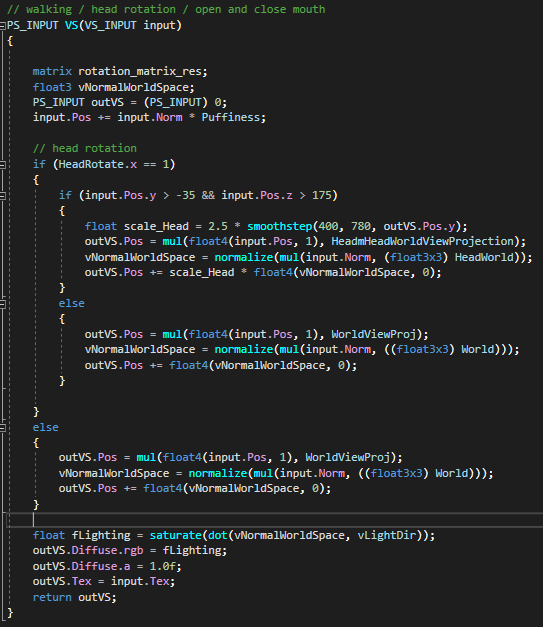 // walking / head rotation / open and close mouth
PS_INPUT VS(VS_INPUT input)
{
matrix rotation_matrix_res;
float3 vNormalWorldSpace;
PS_INPUT outVS = (PS_INPUT) 0;
input.Pos += input.Norm * Puffiness;
// head rotation
if (HeadRotate.x == 1)
{
if (input.Pos.y > -35 && input.Pos.z > 175)
{
float scale_Head = 2.5 * smoothstep(400, 780, outVS.Pos.y);
outVS.Pos = mul(float4(input.Pos, 1), HeadmHeadWorldViewProjection);
vNormalWorldSpace = normalize(mul(input.Norm, (float3x3) HeadWorld));
outVS.Pos += scale_Head * float4(vNormalWorldSpace, 0);
}
else
{
outVS.Pos = mul(float4(input.Pos, 1), WorldViewProj);
vNormalWorldSpace = normalize(mul(input.Norm, ((float3x3) World)));
outVS.Pos += float4(vNormalWorldSpace, 0);
}
}
else
{
outVS.Pos = mul(float4(input.Pos, 1), WorldViewProj);
vNormalWorldSpace = normalize(mul(input.Norm, ((float3x3) World)));
outVS.Pos += float4(vNormalWorldSpace, 0);
}
float fLighting = saturate(dot(vNormalWorldSpace, vLightDir));
outVS.Diffuse.rgb = fLighting;
outVS.Diffuse.a = 1.0f;
outVS.Tex = input.Tex;
return outVS;
}